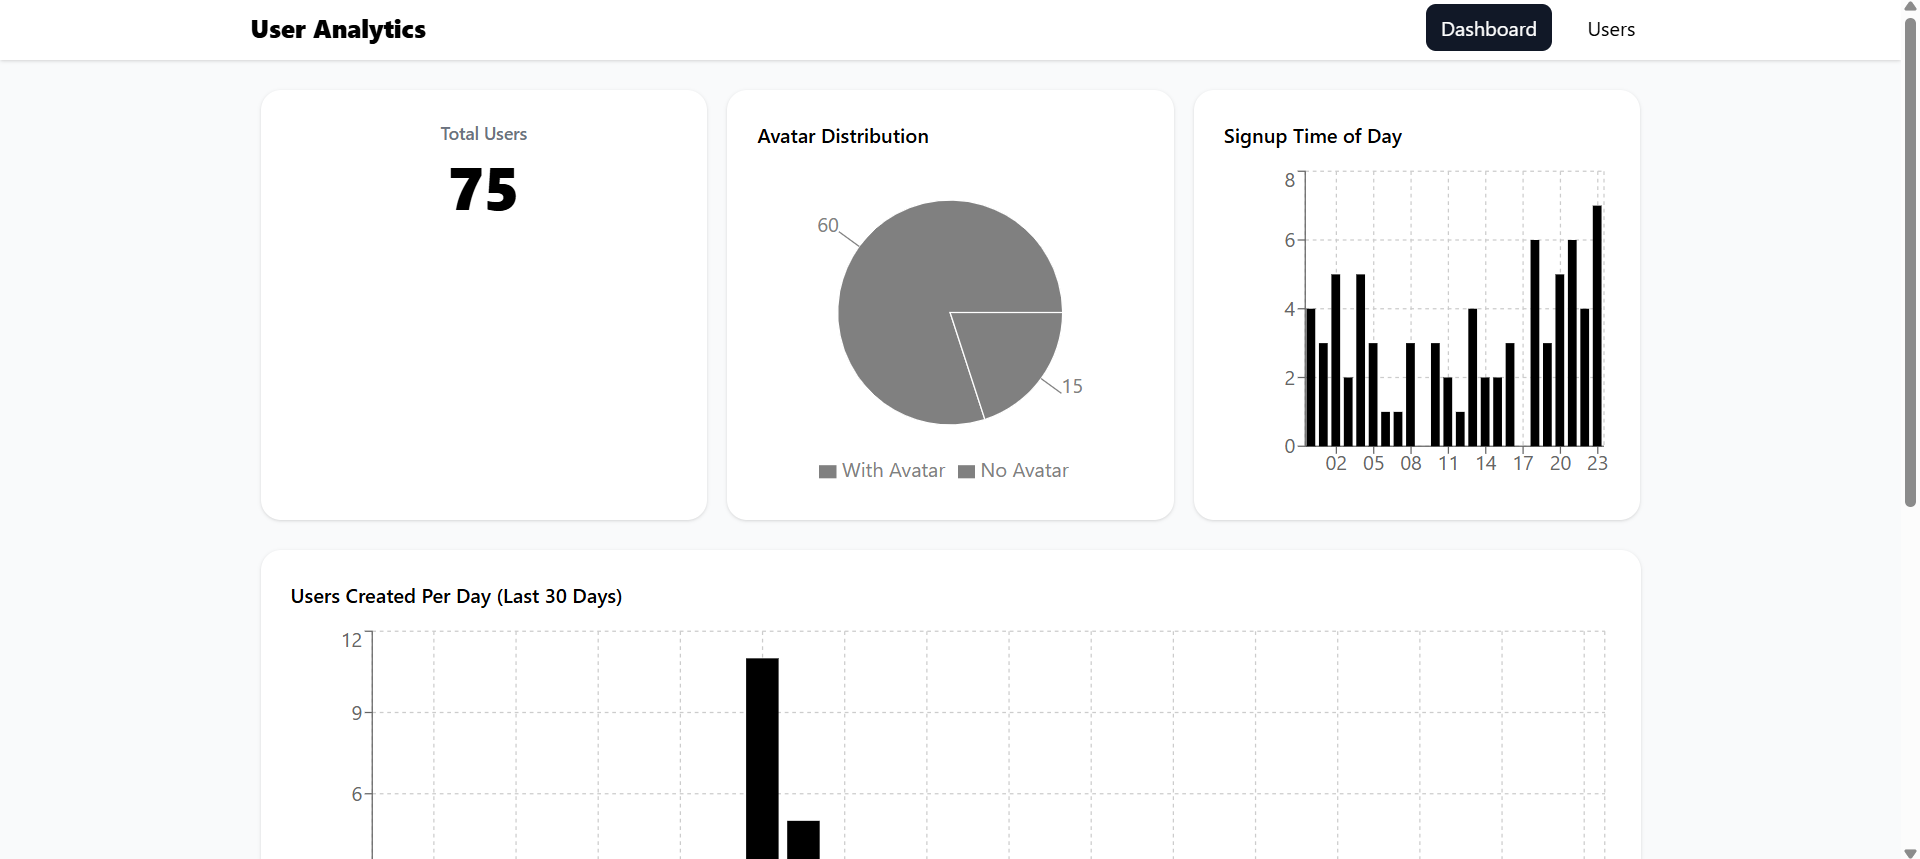 User Analytics
Dashboard
Users
Total Users
75
Avatar Distribution
60
15
With Avatar
No Avatar
Signup Time of Day
8
6
4
2
0
02 05 08 11 14 17 20 23
Users Created Per Day (Last 30 Days)
12
9
6